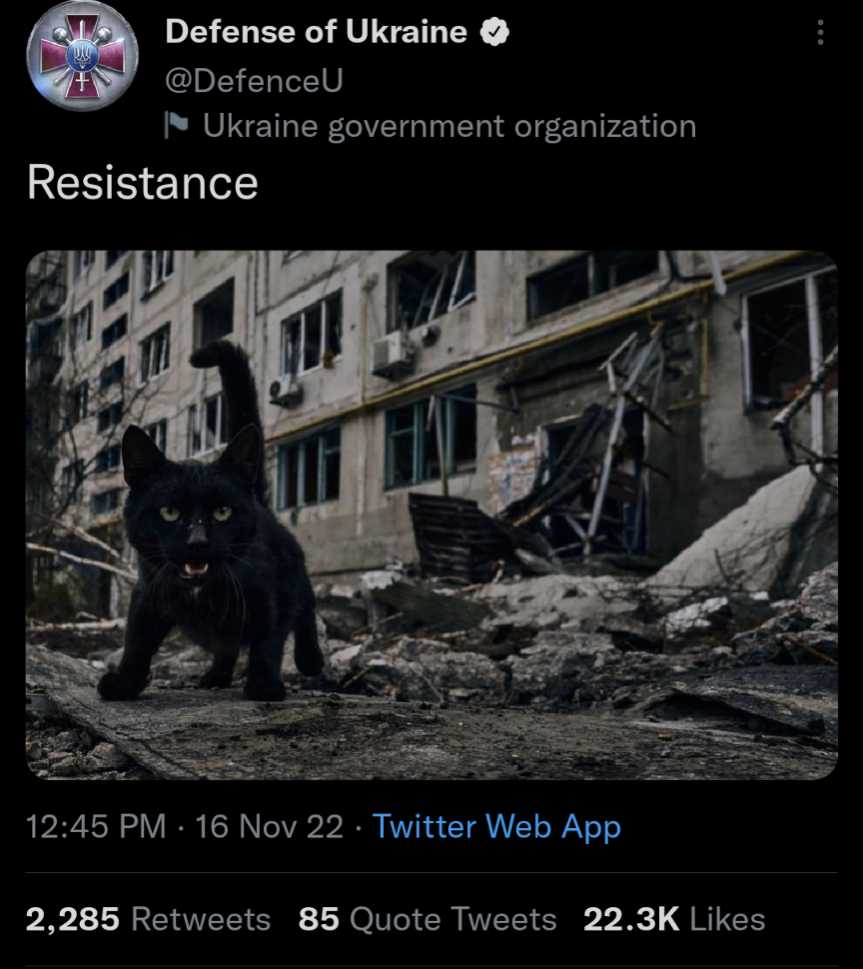 Defense of Ukraine
@DefenceU
Ukraine government organization
Resistance
12:45 PM · 16 Nov 22 · Twitter Web App
2,285 Retweets 85 Quote Tweets 22.3K Likes